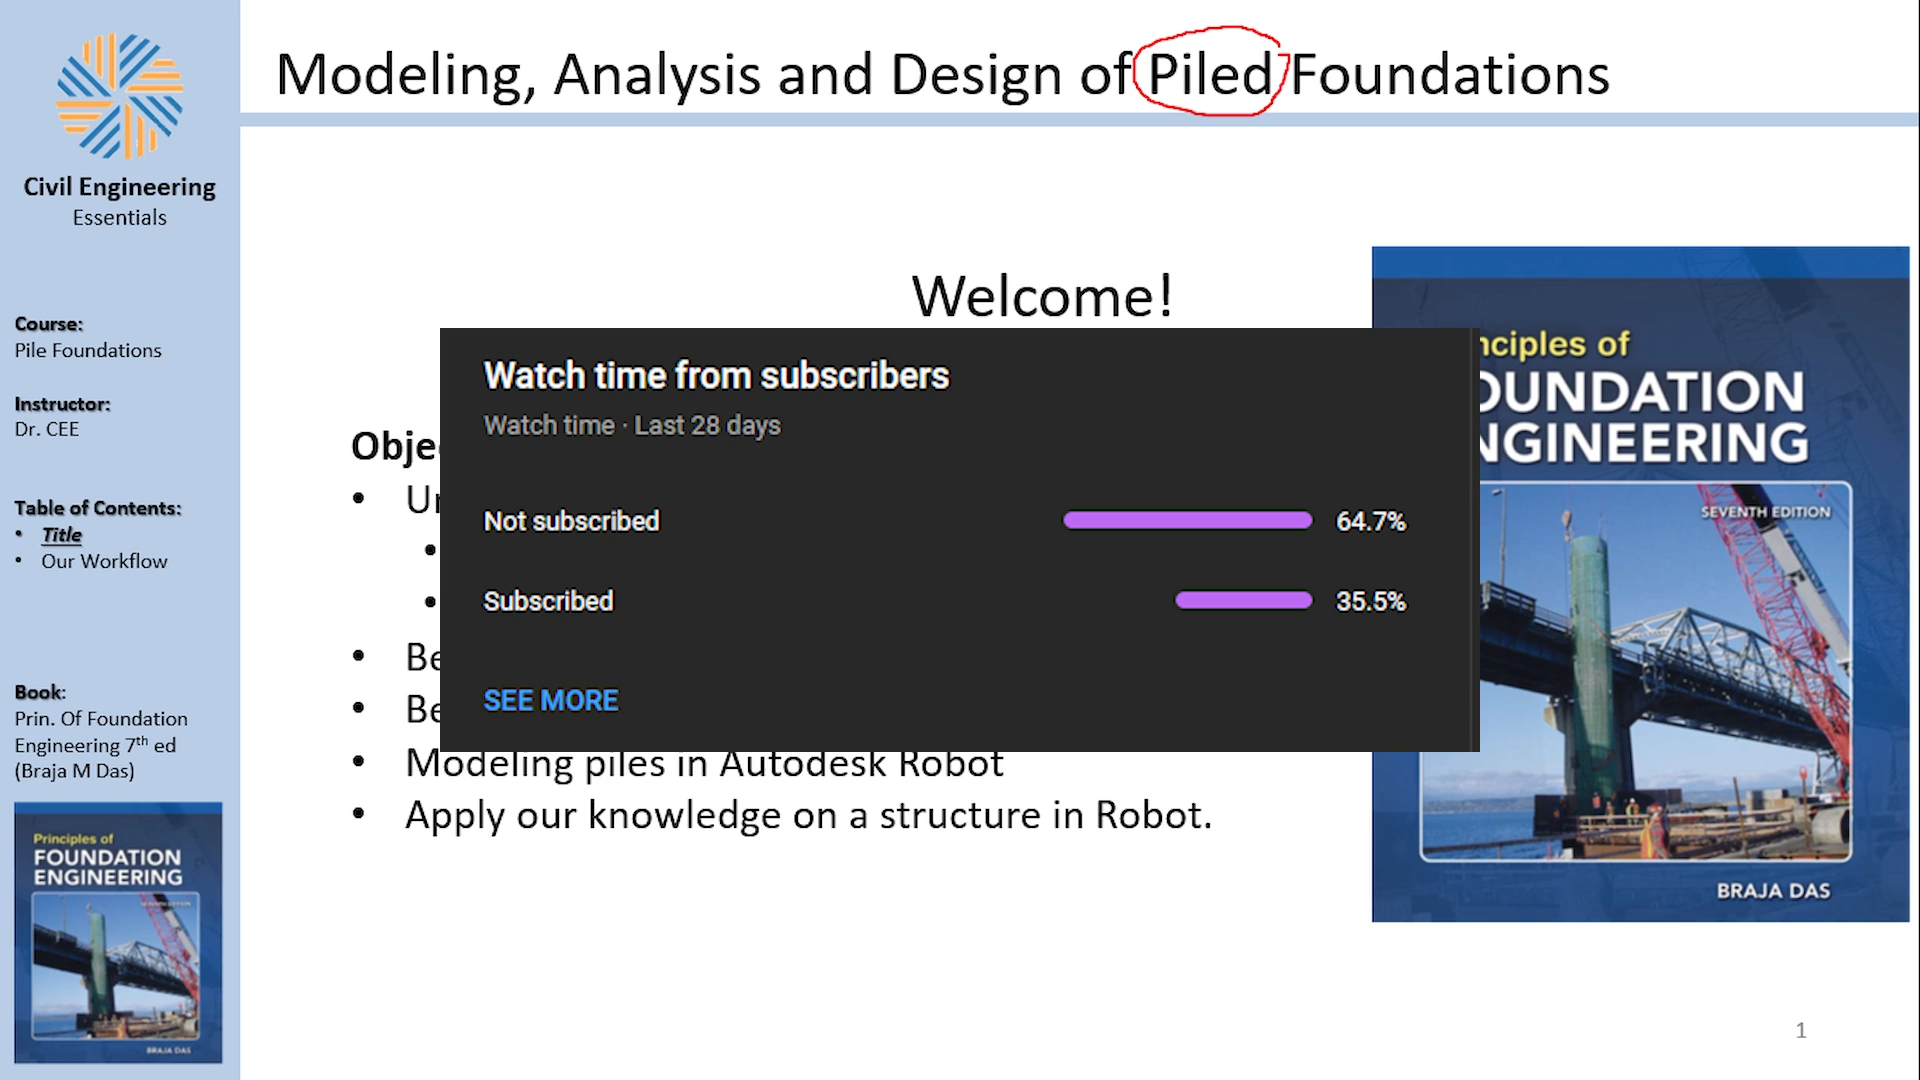 Modeling, Analysis and Design of Piled Foundations
Civil Engineering
Essentials
Course:
Pile Foundations
Instructor:
Dr. CEE
Table of Contents:
• Title
• Our Workflow
Book:
Prin. Of Foundation
Engineering 7th ed
(Braja M Das)
Principles of
FOUNDATION
ENGINEERING
BRAJA DAS
Welcome!
• Modeling piles in Autodesk Robot
• Apply our knowledge on a structure in Robot.
Watch time from subscribers
Watch time · Last 28 days
Not subscribed 64.7%
Subscribed 35.5%
SEE MORE
nciples of
OUNDATION
NGINEERING
SEVENTH EDITION
BRAJA DAS
1